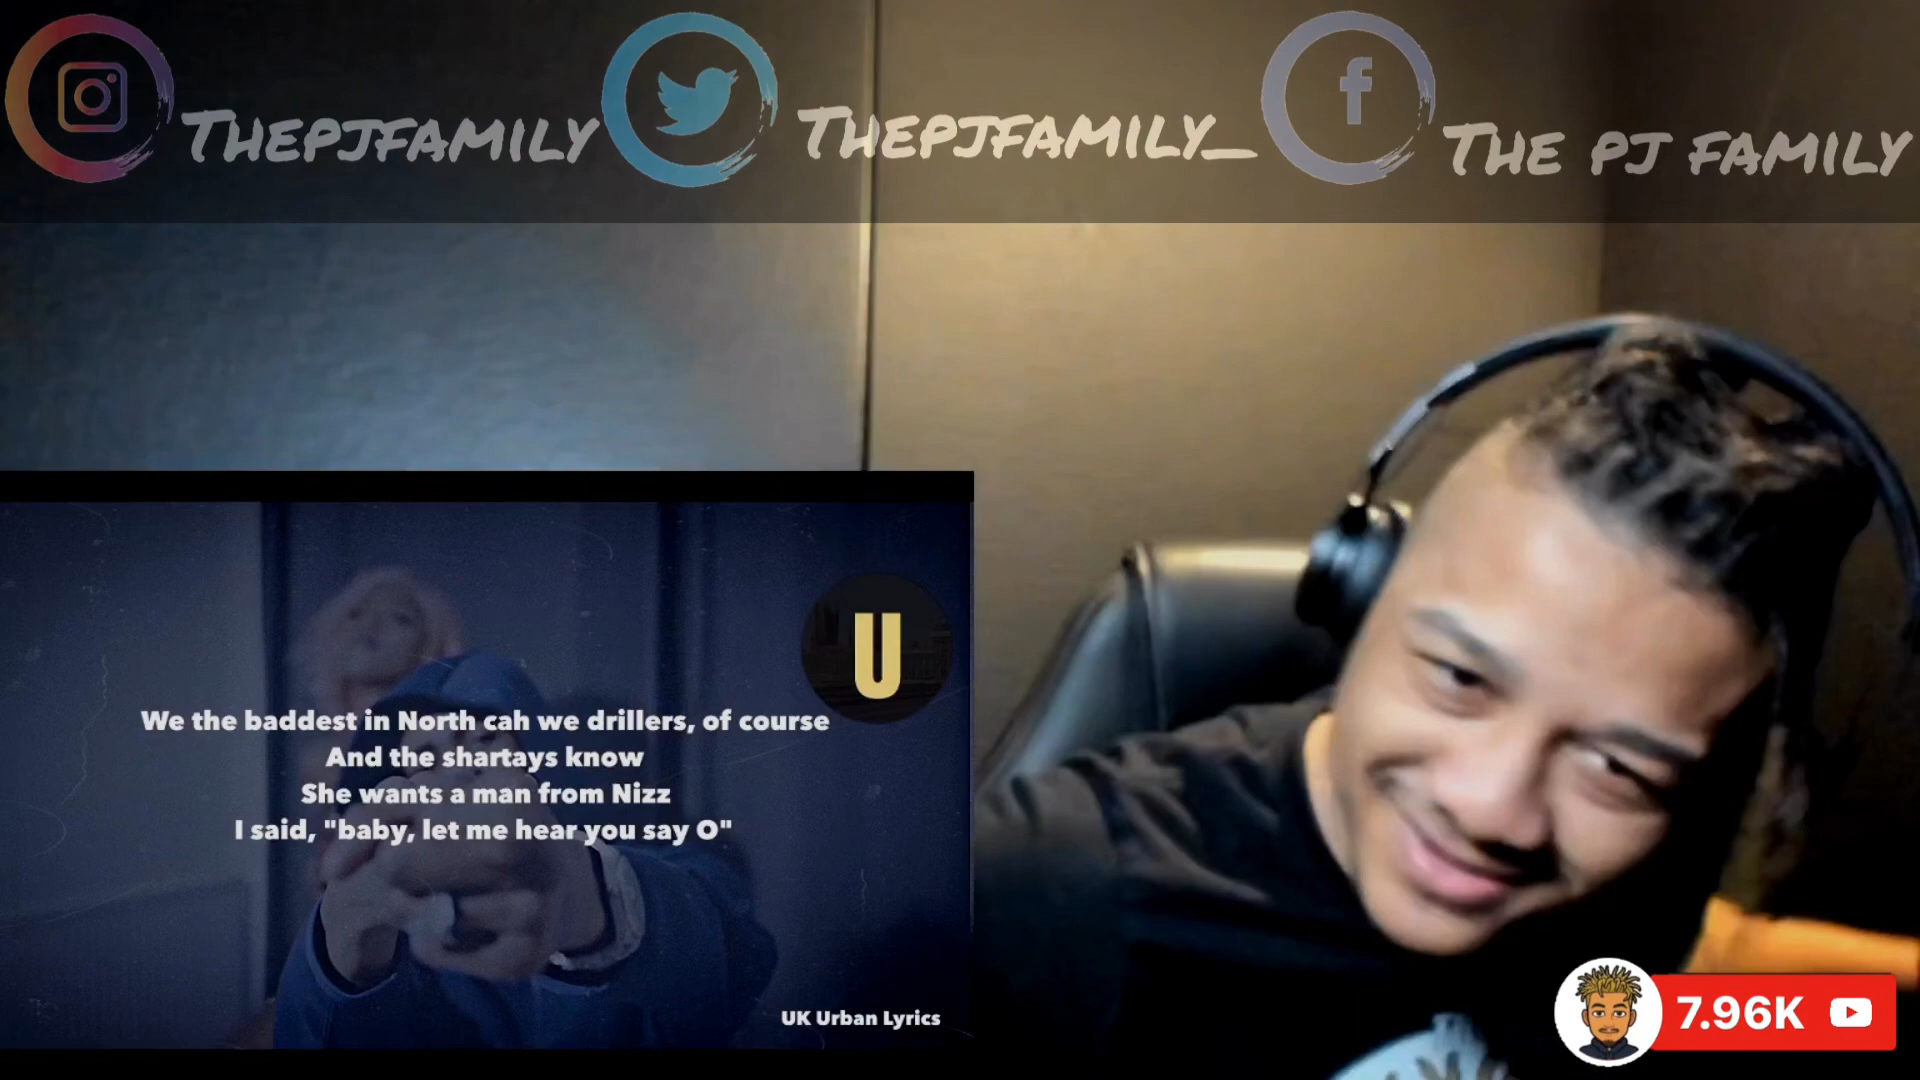 THEPJFAMILY
THEPJFAMILY_
THE PJ FAMILY
U
We the baddest in North cah we drillers, of course
And the shartays know
She wants a man from Nizz
I said, "baby, let me hear you say O"
UK Urban Lyrics
7.96K